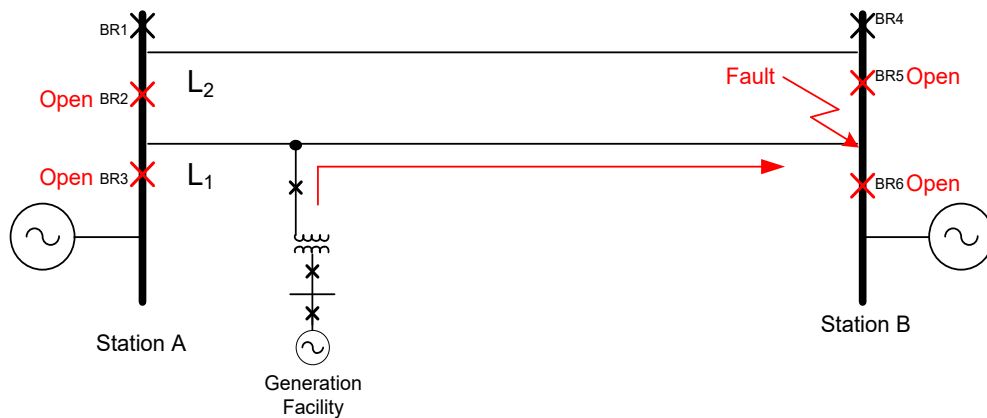 BR1
BR4
L2
Fault
BR5 Open
Open BR2
Open BR3
L1
BR6 Open
Station A
Station B
Generation
Facility